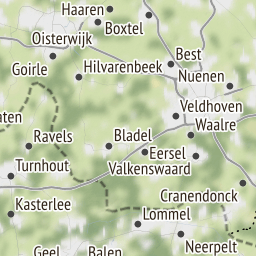 Haaren
Boxtel
Oisterwijk
Best
Goirle
Hilvarenbeek
Nuenen
Veldhoven
nten
Waalre
Ravels
Bladel
Eersel
Turnhout
Valkenswaard
Cranendonck
Kasterlee
Lommel
Neerpelt
Geel
Balen